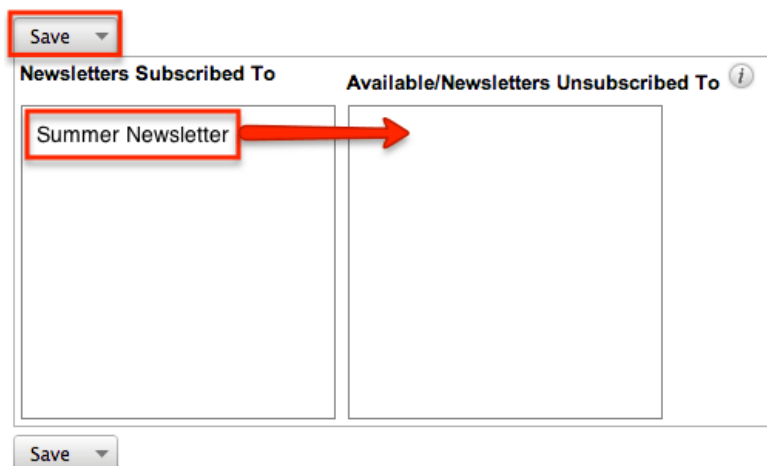 Save
Newsletters Subscribed To
Available/Newsletters Unsubscribed To i
Summer Newsletter
Save